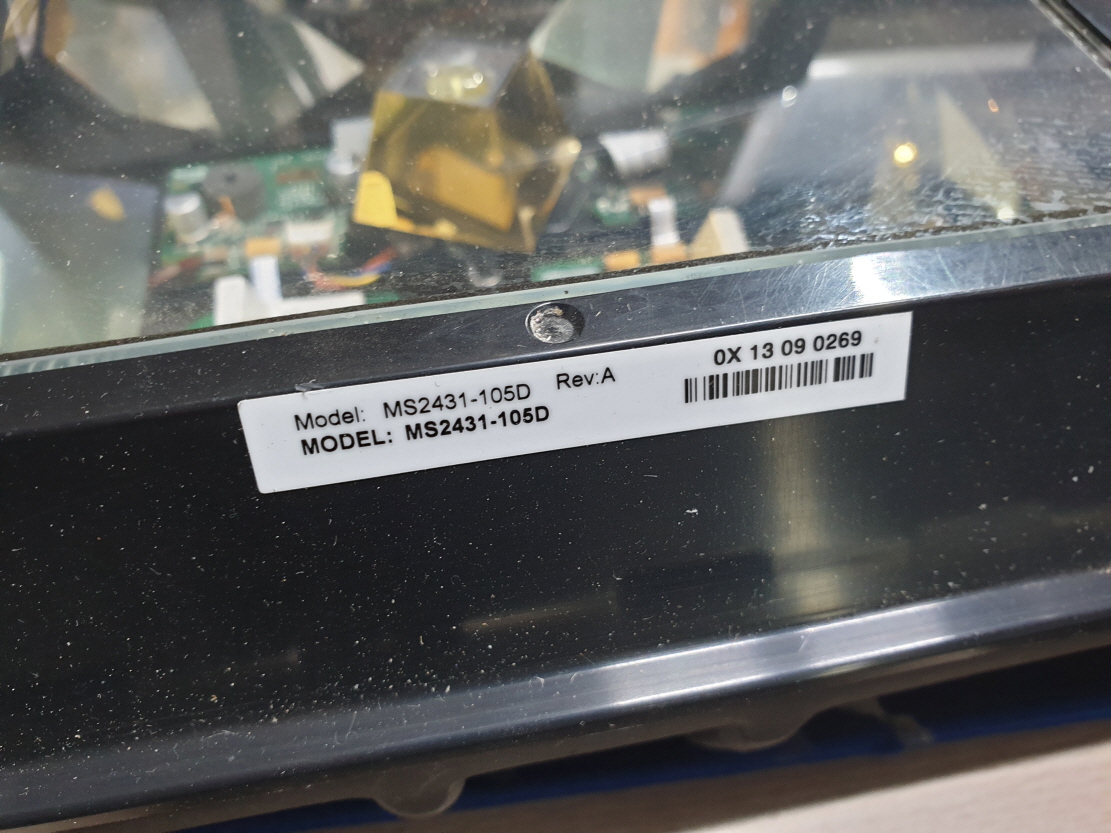 Model: MS2431-105D Rev:A
MODEL: MS2431-105D
0X 13 09 0269